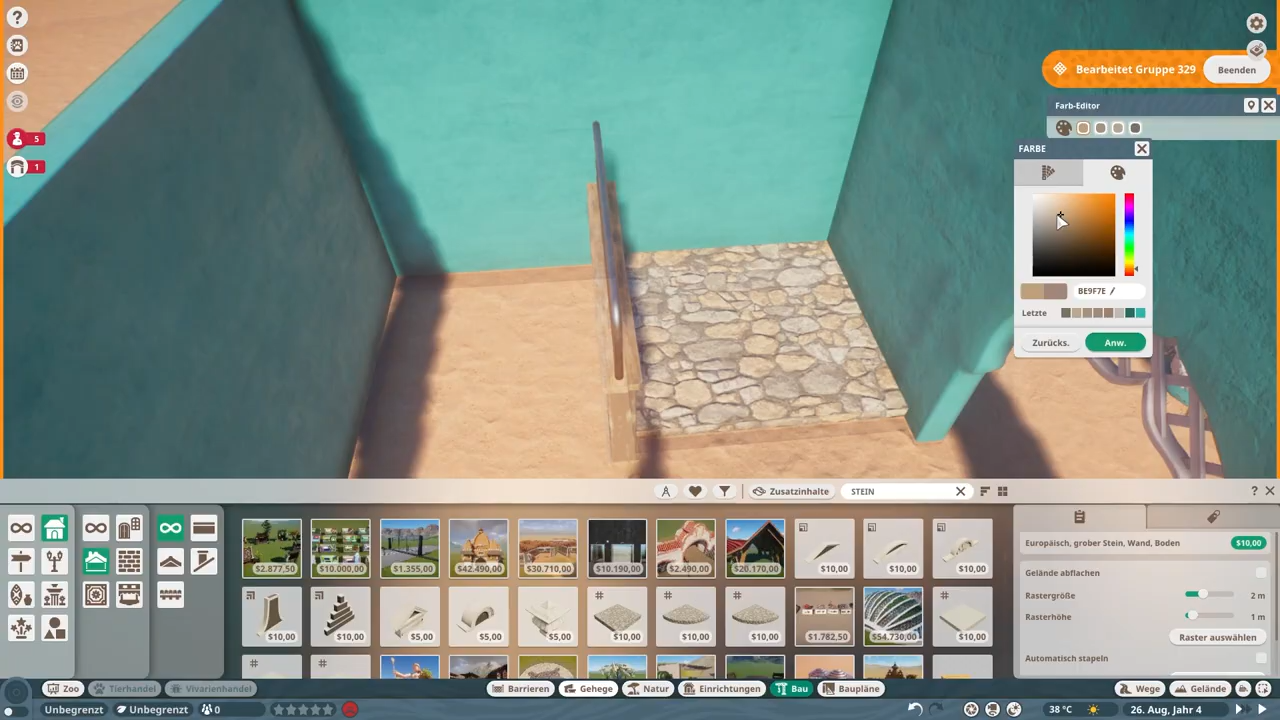 5
1
Bearbeitet Gruppe 329
Beenden
Farb-Editor
FARBE
BE9F7E
Letzte
Zurücks.
Anw.
Zusatzinhalte
STEIN
$2.877,50
$10.000,00
$1.355,00
$42.490,00
$30.710,00
$10.190,00
$2.490,00
$20.170,00
$10,00
$10,00
$10,00
$10,00
$10,00
$5,00
$5,00
$5,00
$10,00
$10,00
$10,00
$1.782,50
$54.730,00
$10,00
Europäisch, grober Stein, Wand, Boden
$10,00
Gelände abflachen
Rastergröße
2 m
Rasterhöhe
1 m
Raster auswählen
Automatisch stapeln
Zoo
Tierhandel
Vivarienhandel
Barrieren
Gehege
Natur
Einrichtungen
Bau
Baupläne
Wege
Gelände
Unbegrenzt
Unbegrenzt
0
38 °C
26. Aug, Jahr 4